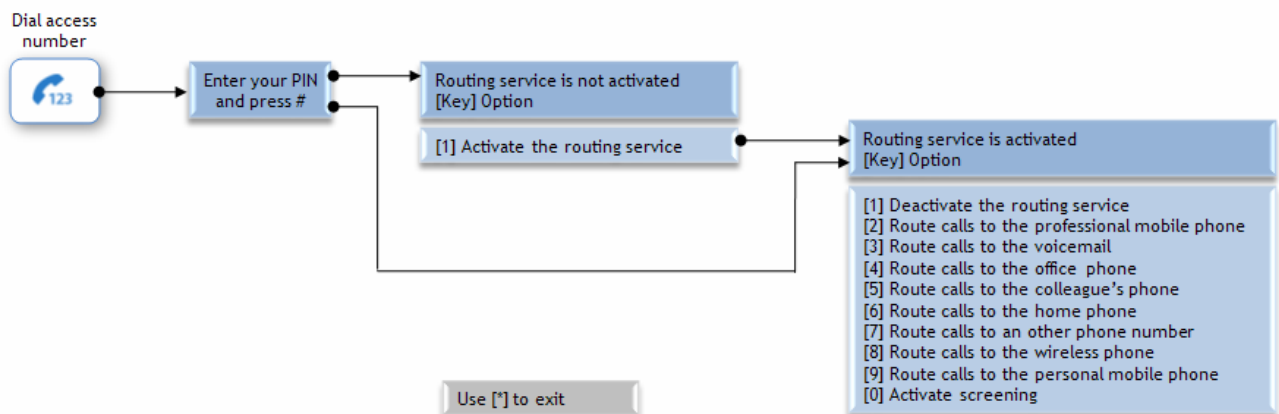 Dial access
number
123
Enter your PIN
and press #
Routing service is not activated
[Key] Option
[1] Activate the routing service
Routing service is activated
[Key] Option
[1] Deactivate the routing service
[2] Route calls to the professional mobile phone
[3] Route calls to the voicemail
[4] Route calls to the office phone
[5] Route calls to the colleague's phone
[6] Route calls to the home phone
[7] Route calls to an other phone number
[8] Route calls to the wireless phone
[9] Route calls to the personal mobile phone
[0] Activate screening
Use [*] to exit